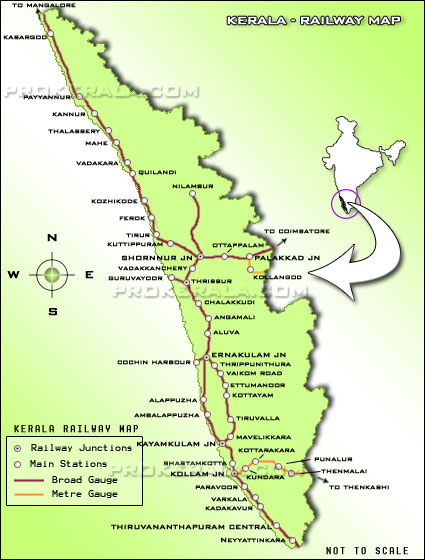 TO MANGALORE
KERALA - RAILWAY MAP
KASARGOD
PROKERALA.COM
PAYYANNUR
KANNUR
THALASSERY
MAHE
VADAKARA
QUILANDI
NILAMBUR
KOZHIKODE
FEROK
TIRUR
KUTTIPPURAM
TO COIMBATORE
OTTAPPALAM
SHORNNUR JN
PALAKKAD JN
VADAKKANCHERY
GURUVAYOOR
KOLLANGOD
THRISSUR
PROKERALA.COM
N
W
E
S
CHALAKKUDI
ANGAMALI
ALUVA
ERNAKULAM JN
COCHIN HARBOUR
THRIPPUNITHURA
VAIKOM ROAD
ETTUMANOOR
KOTTAYAM
ALAPPUZHA
AMBALAPPUZHA
TIRUVALLA
MAVELIKKARA
KAYAMKULAM JN
KOTTARAKARA
PUNALUR
SHASTAMKOTTA
KUNDARA
THENMALAI
KOLLAM JN
TO THENKASHI
PARAVOOR
VARKALA
KADAKAVUR
THIRUVANANTHAPURAM CENTRAL
NEYYATTINKARA
KERALA RAILWAY MAP
Railway Junctions
Main Stations
Broad Gauge
Metre Gauge
PROKERALA.COM
NOT TO SCALE